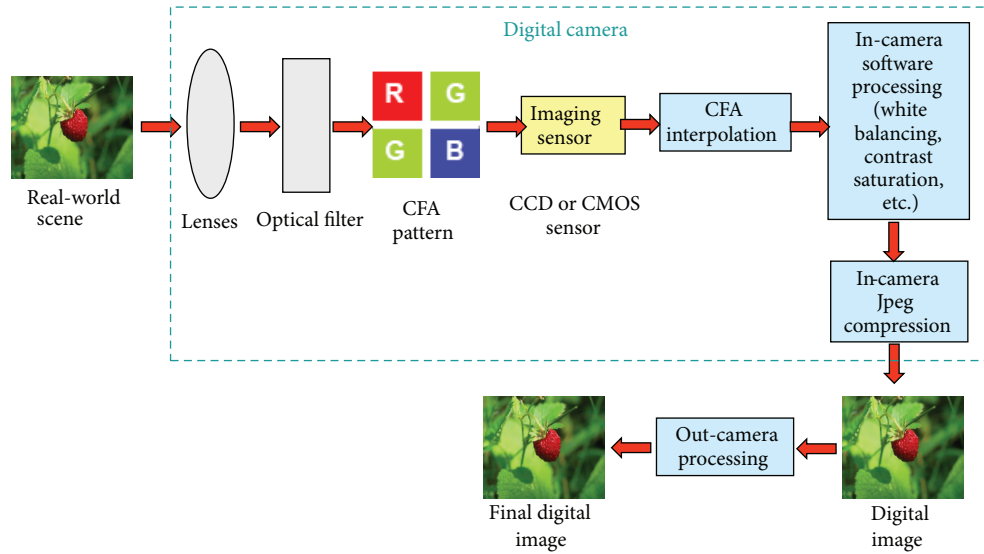 Digital camera
Real-world
scene
Lenses
Optical filter
R G
G B
CFA
pattern
Imaging
sensor
CCD or CMOS
sensor
CFA
interpolation
In-camera
software
processing
(white
balancing,
contrast
saturation,
etc.)
In-camera
Jpeg
compression
Digital
image
Out-camera
processing
Final digital
image